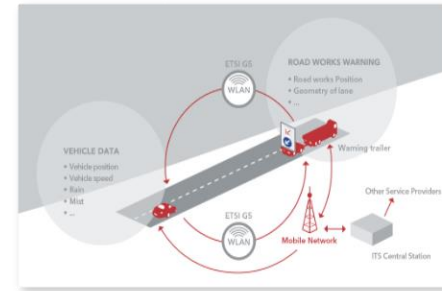 ETSI G5
WLAN
ROAD WORKS WARNING
• Road works Position
• Geometry of lane
• ...
VEHICLE DATA
• Vehicle position
• Vehicle speed
• Rain
• Mist
• ...
Warning trailer
ETSI G5
WLAN
Mobile Network
Other Service Providers
ITS Central Station